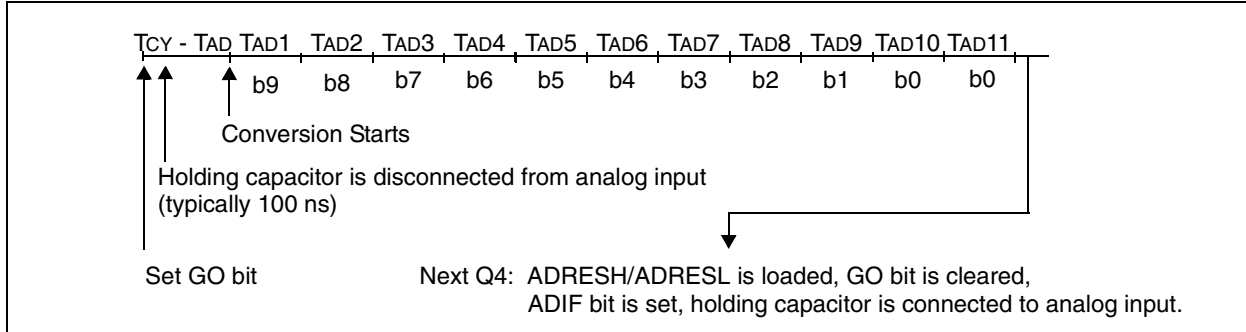 TCY - TAD TAD1 TAD2 TAD3 TAD4 TAD5 TAD6 TAD7 TAD8 TAD9 TAD10 TAD11
b9 b8 b7 b6 b5 b4 b3 b2 b1 b0 b0
Conversion Starts
Holding capacitor is disconnected from analog input
(typically 100 ns)
Set GO bit
Next Q4: ADRESH/ADRESL is loaded, GO bit is cleared,
ADIF bit is set, holding capacitor is connected to analog input.